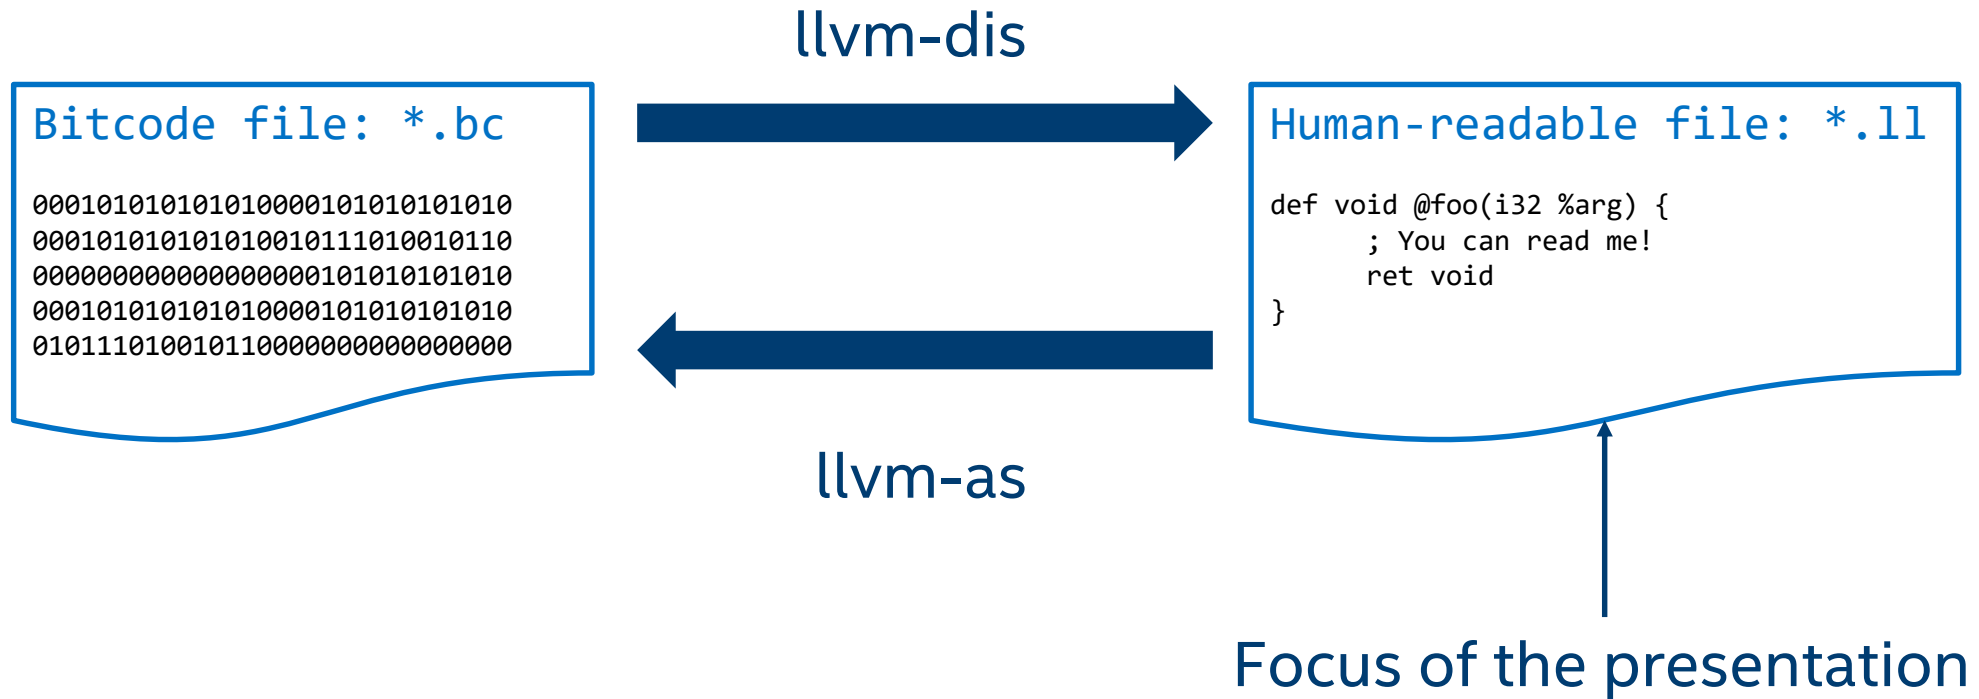 llvm-dis
Bitcode file: *.bc
000101010101010000101010101010
000101010101010010111010010110
000000000000000000101010101010
000101010101010000101010101010
010111010010110000000000000000
Human-readable file: *.ll
def void @foo(i32 %arg) {
; You can read me!
ret void
}
llvm-as
Focus of the presentation